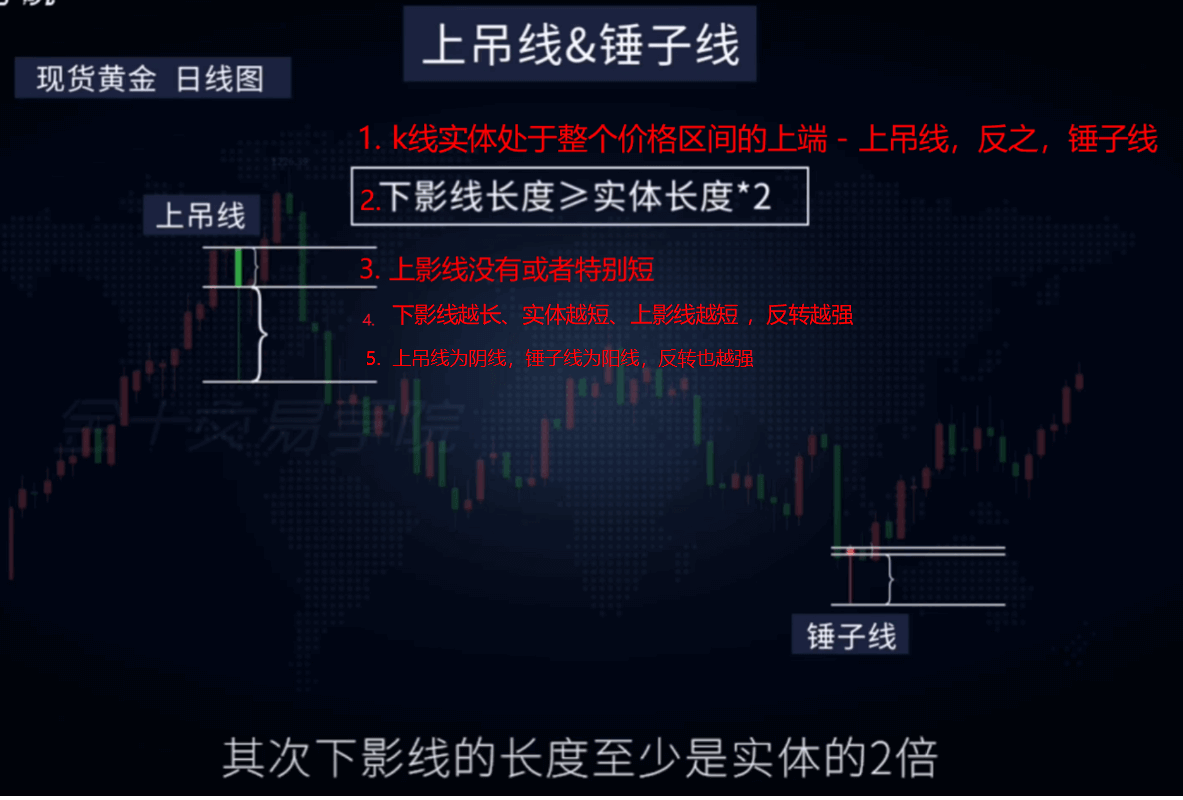 上吊线&锤子线
现货黄金 日线图
1. k线实体处于整个价格区间的上端 - 上吊线，反之，锤子线
2.下影线长度≥实体长度*2
上吊线
3. 上影线没有或者特别短
4. 下影线越长、实体越短、上影线越短 ，反转越强
5. 上吊线为阴线，锤子线为阳线，反转也越强
金十交易学院
锤子线
其次下影线的长度至少是实体的2倍